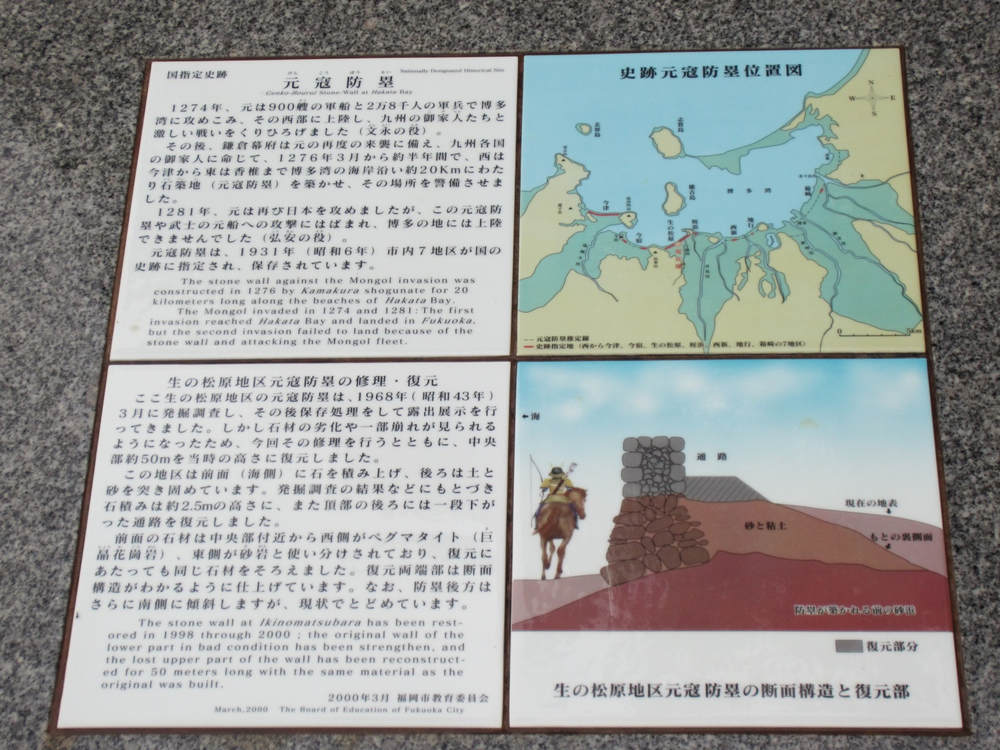 国指定史跡
げん こう ぼう るい
Nationally Designated Historical Site
元寇防塁
Genko-Bourui Stone-Wall at Hakata Bay
1274年、元は900艘の軍船と2万8千人の軍兵で博多
湾に攻めこみ、その西部に上陸し、九州の御家人たちと
激しい戦いをくりひろげました（文永の役）。
その後、鎌倉幕府は元の再度の来襲に備え、九州各国
の御家人に命じて、1276年3月から約半年間で、西は
今津から東は香椎まで博多湾の海岸沿い約20Kmにわた
り石築地（元寇防塁）を築かせ、その場所を警備させま
した。
1281年、元は再び日本を攻めましたが、この元寇防
塁や武士の元船への攻撃にはばまれ、博多の地には上陸
できませんでした（弘安の役）。
元寇防塁は、1931年（昭和6年）市内7地区が国の
史跡に指定され、保存されています。
The stone wall against the Mongol invasion was
constructed in 1276 by Kamakura shogunate for 20
kilometers long along the beaches of Hakata Bay.
The Mongol invaded in 1274 and 1281: The first
invasion reached Hakata Bay and landed in Fukuoka,
but the second invasion failed to land because of the
stone wall and attacking the Mongol fleet.
史跡元寇防塁位置図
N
W E
S
玄界島
志賀島
能古島
博多湾
箱崎
今津
生の松原
姪浜
西新
地行
今宿
現在地
0 5km
元寇防塁推定線
史跡指定地（西から今津、今宿、生の松原、姪浜、西新、地行、箱崎の7地区）
生の松原地区元寇防塁の修理・復元
ここ生の松原地区の元寇防塁は、1968年（昭和43年）
3月に発掘調査し、その後保存処理をして露出展示を行
ってきました。しかし石材の劣化や一部崩れが見られる
ようになったため、今回その修理を行うとともに、中央
部約50mを当時の高さに復元しました。
この地区は前面（海側）に石を積み上げ、後ろは土と
砂を突き固めています。発掘調査の結果などにもとづき
石積みは約2.5mの高さに、また頂部の後ろには一段下が
った通路を復元しました。
前面の石材は中央部付近から西側がペグマタイト（巨
晶花崗岩）、東側が砂岩と使い分けされており、復元に
あたっても同じ石材をそろえました。復元両端部は断面
構造がわかるように仕上げています。なお、防塁後方は
さらに南側に傾斜しますが、現状でとどめています。
The stone wall at Ikinomatsubara has been rest-
ored in 1998 through 2000 ; the original wall of the
lower part in bad condition has been strengthen, and
the lost upper part of the wall has been reconstruct-
ed for 50 meters long with the same material as the
original was built.
2000年3月 福岡市教育委員会
March,2000 The Board of Education of Fukuoka City
←海
通路
現在の地表
砂と粘土
もとの裏側面
防塁が築かれる前の砂浜
復元部分
生の松原地区元寇防塁の断面構造と復元部